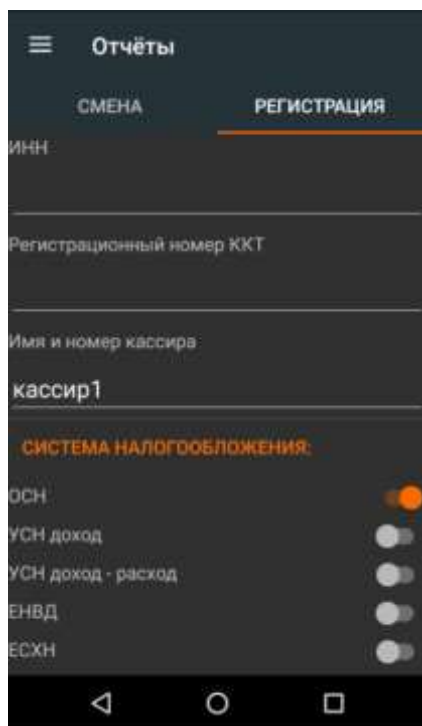 Отчёты
СМЕНА
РЕГИСТРАЦИЯ
ИНН
Регистрационный номер ККТ
Имя и номер кассира
кассир1
СИСТЕМА НАЛОГООБЛОЖЕНИЯ:
ОСН
УСН доход
УСН доход - расход
ЕНВД
ЕСХН